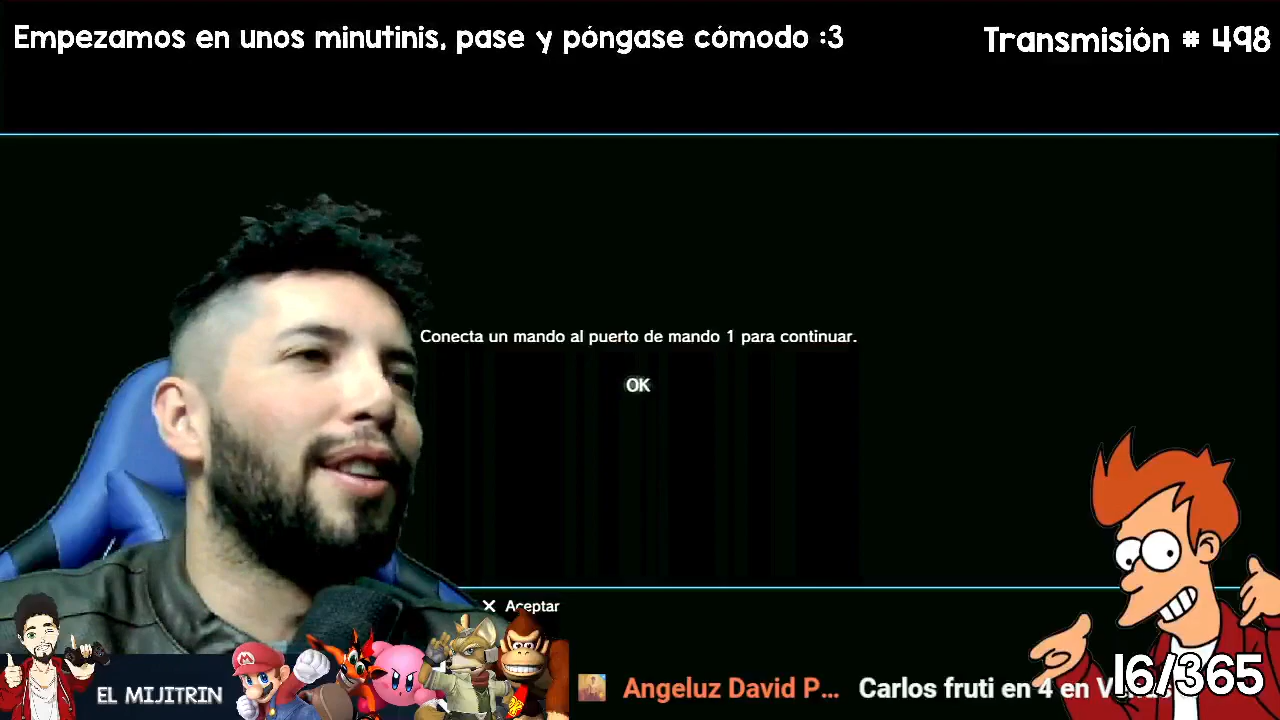 Empezamos en unos minutinis, pase y póngase cómodo :3
Transmisión # 498
Conecta un mando al puerto de mando 1 para continuar.
OK
Aceptar
EL MIJITRIN
Angeluz David P... Carlos fruti en 4 en
16/365